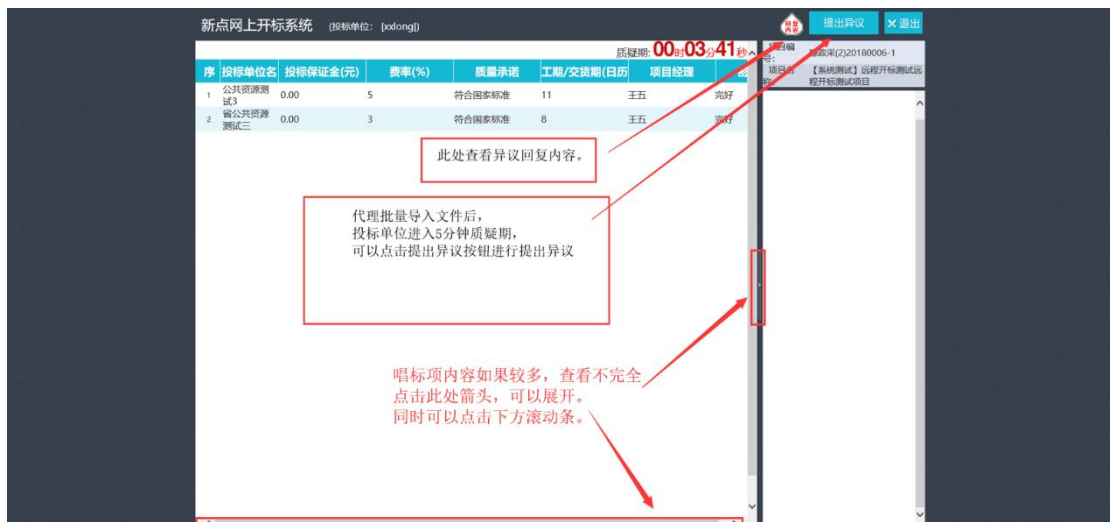 新点网上开标系统 (投标单位: [xxdongj])
异议
内容
提出异议
×退出
质疑期: 00时03分41秒
序 投标单位名 投标保证金(元) 费率(%) 质量承诺 工期/交货期(日历 项目经理
1 公共资源测试3 0.00 5 符合国家标准 11 王五 完好
2 省公共资源测试三 0.00 3 符合国家标准 8 王五 完好
项目编号: 政采(2)20180006-1
项目名称: 【系统测试】远程开标测试远
程开标测试项目
此处查看异议回复内容。
代理批量导入文件后，
投标单位进入5分钟质疑期，
可以点击提出异议按钮进行提出异议
唱标项内容如果较多，查看不完全
点击此处箭头，可以展开。
同时可以点击下方滚动条。